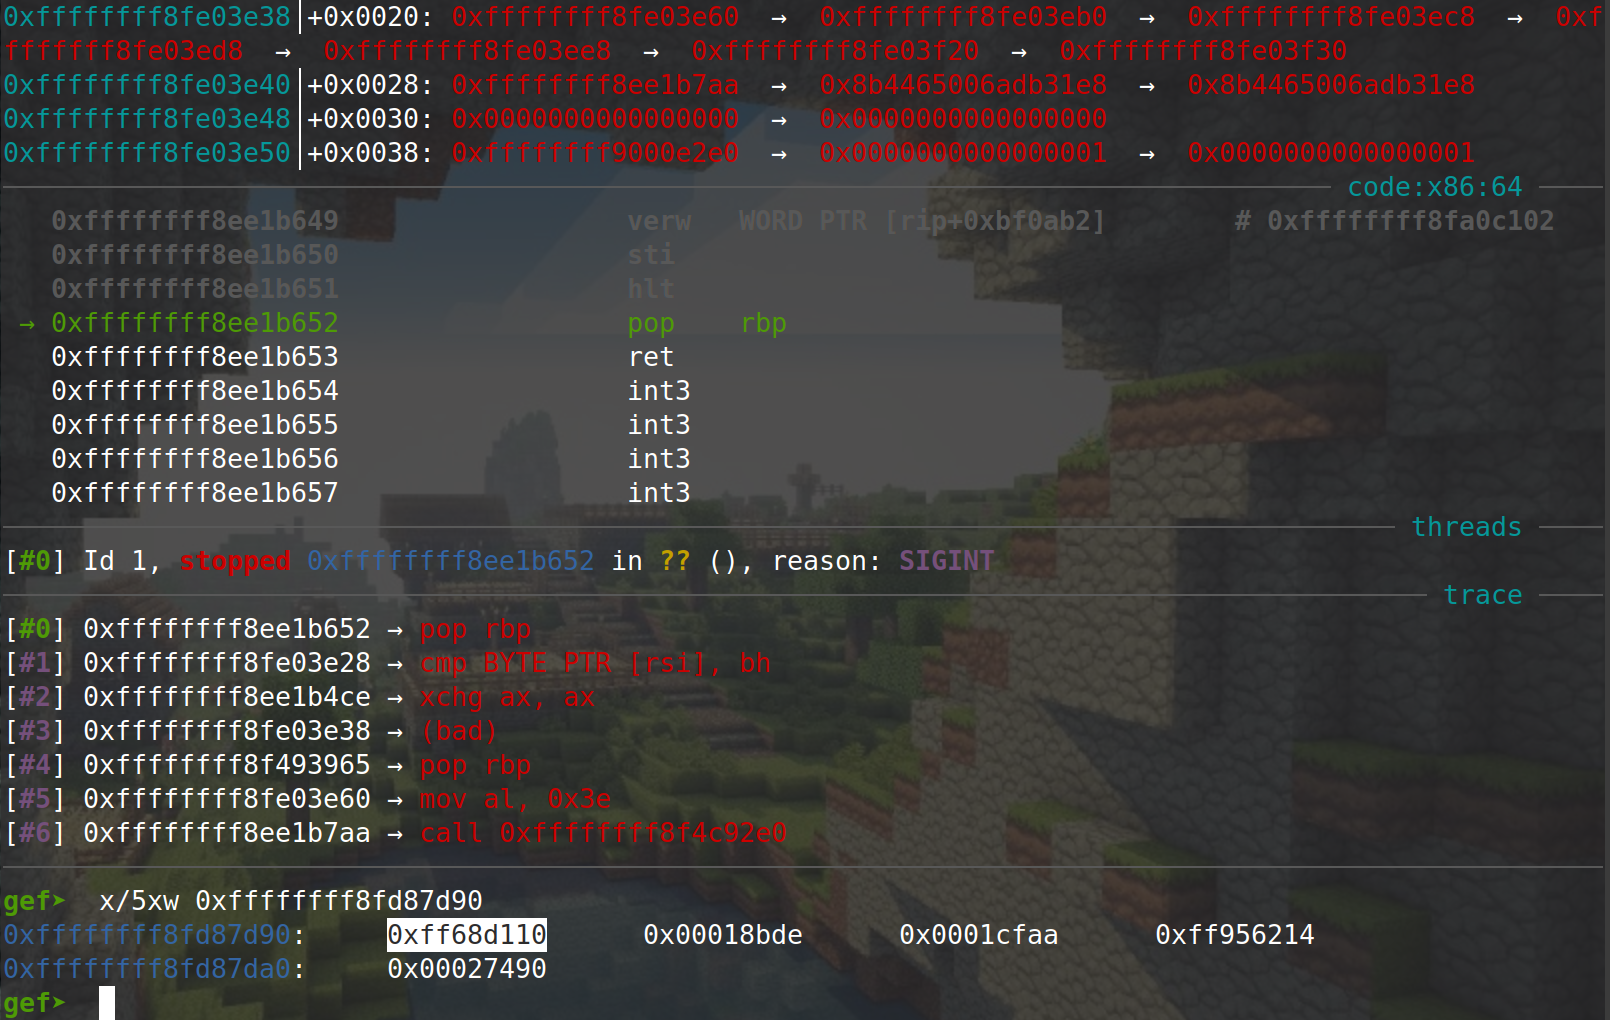 0xffffffff8fe03e38│+0x0020: 0xffffffff8fe03e60  →  0xffffffff8fe03eb0  →  0xffffffff8fe03ec8  →  0xf
fffffff8fe03ed8  →  0xffffffff8fe03ee8  →  0xffffffff8fe03f20  →  0xffffffff8fe03f30
0xffffffff8fe03e40│+0x0028: 0xffffffff8ee1b7aa  →  0x8b4465006adb31e8  →  0x8b4465006adb31e8
0xffffffff8fe03e48│+0x0030: 0x0000000000000000  →  0x0000000000000000
0xffffffff8fe03e50│+0x0038: 0xffffffff9000e2e0  →  0x0000000000000001  →  0x0000000000000001
code:x86:64
0xffffffff8ee1b649 verw WORD PTR [rip+0xbf0ab2] # 0xffffffff8fa0c102
0xffffffff8ee1b650 sti
0xffffffff8ee1b651 hlt
→ 0xffffffff8ee1b652 pop rbp
0xffffffff8ee1b653 ret
0xffffffff8ee1b654 int3
0xffffffff8ee1b655 int3
0xffffffff8ee1b656 int3
0xffffffff8ee1b657 int3
threads
[#0] Id 1, stopped 0xffffffff8ee1b652 in ?? (), reason: SIGINT
trace
[#0] 0xffffffff8ee1b652 → pop rbp
[#1] 0xffffffff8fe03e28 → cmp BYTE PTR [rsi], bh
[#2] 0xffffffff8ee1b4ce → xchg ax, ax
[#3] 0xffffffff8fe03e38 → (bad)
[#4] 0xffffffff8f493965 → pop rbp
[#5] 0xffffffff8fe03e60 → mov al, 0x3e
[#6] 0xffffffff8ee1b7aa → call 0xffffffff8f4c92e0
gef➤  x/5xw 0xffffffff8fd87d90
0xffffffff8fd87d90: 0xff68d110 0x00018bde 0x0001cfaa 0xff956214
0xffffffff8fd87da0: 0x00027490
gef➤